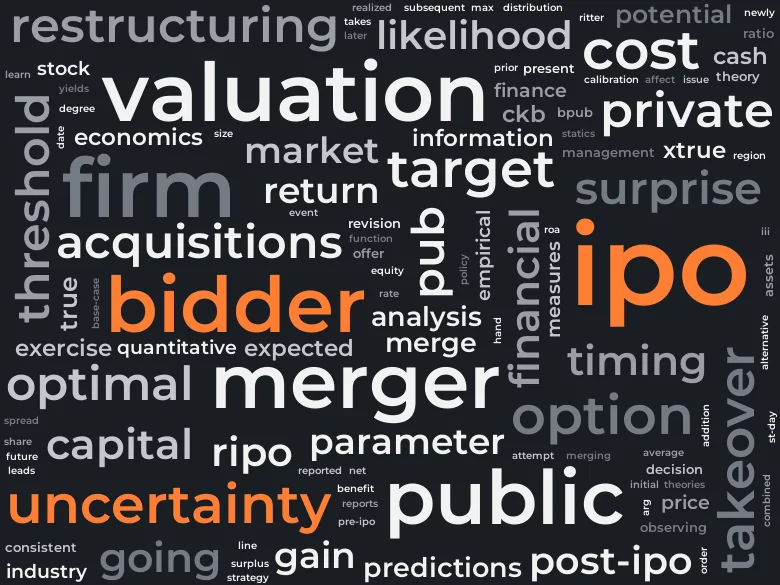 restructuring
realized
subsequent
max
distribution
takes
later
likelihood
ritter
potential
newly
ratio
cost
cash
learn
stock
yields
valuation
prior
present
calibration
affect
issue
theory
finance
degree
ckb
bpub
private
threshold
date
economics
size
market
information
statics
management
xtrue
region
firm
return
target
surprise
event
acquisitions
revision
function
offer
pub
policy
empirical
financial
roa
measures
ipo
iii
assets
true
base-case
bidder
equity
rate
analysis
merge
hand
alternative
exercise
quantitative
expected
timing
optimal
merger
option
takeover
spread
share
future
leads
capital
ripo
parameter
addition
st-day
attempt
merging
average
decision
reported
net
initial
theories
uncertainty
benefit
reports
pre-ipo
public
arg
price
observing
combined
consistent
industry
going
line
surplus
strategy
gain
predictions
post-ipo
order